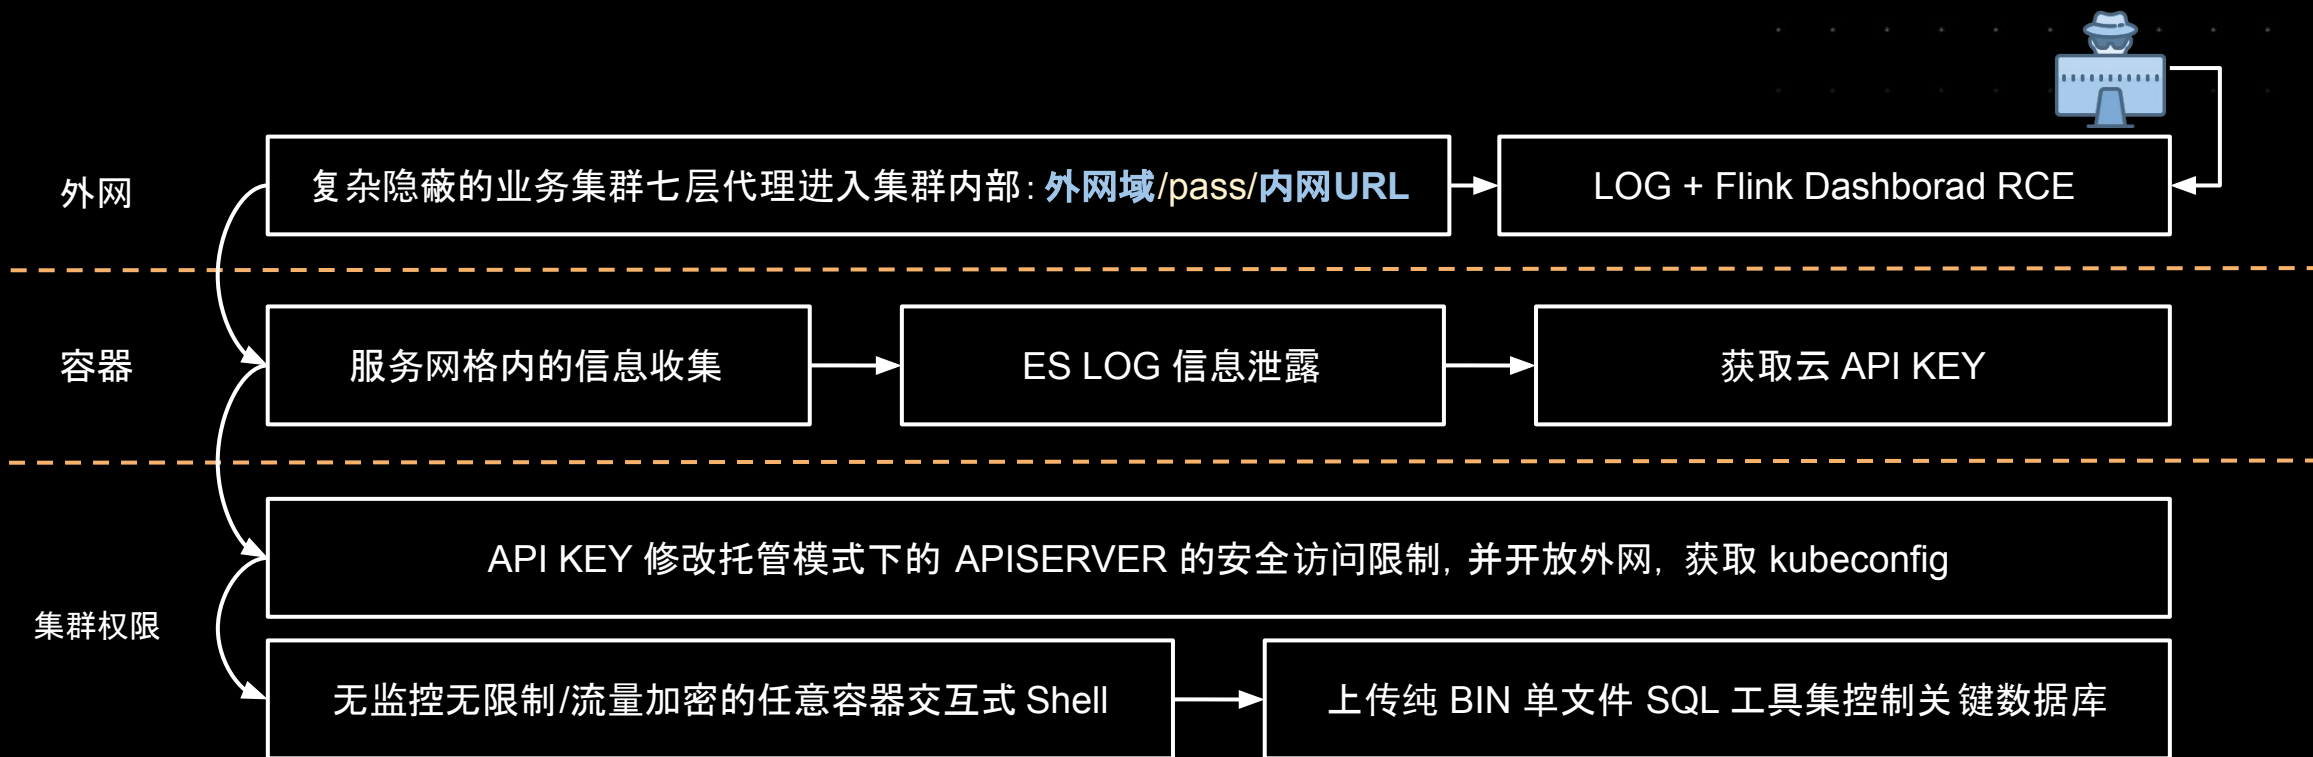 外网
复杂隐蔽的业务集群七层代理进入集群内部：外网域/pass/内网URL
LOG + Flink Dashborad RCE
容器
服务网格内的信息收集
ES LOG 信息泄露
获取云 API KEY
集群权限
API KEY 修改托管模式下的 APISERVER 的安全访问限制，并开放外网，获取 kubeconfig
无监控无限制/流量加密的任意容器交互式 Shell
上传纯 BIN 单文件 SQL 工具集控制关键数据库